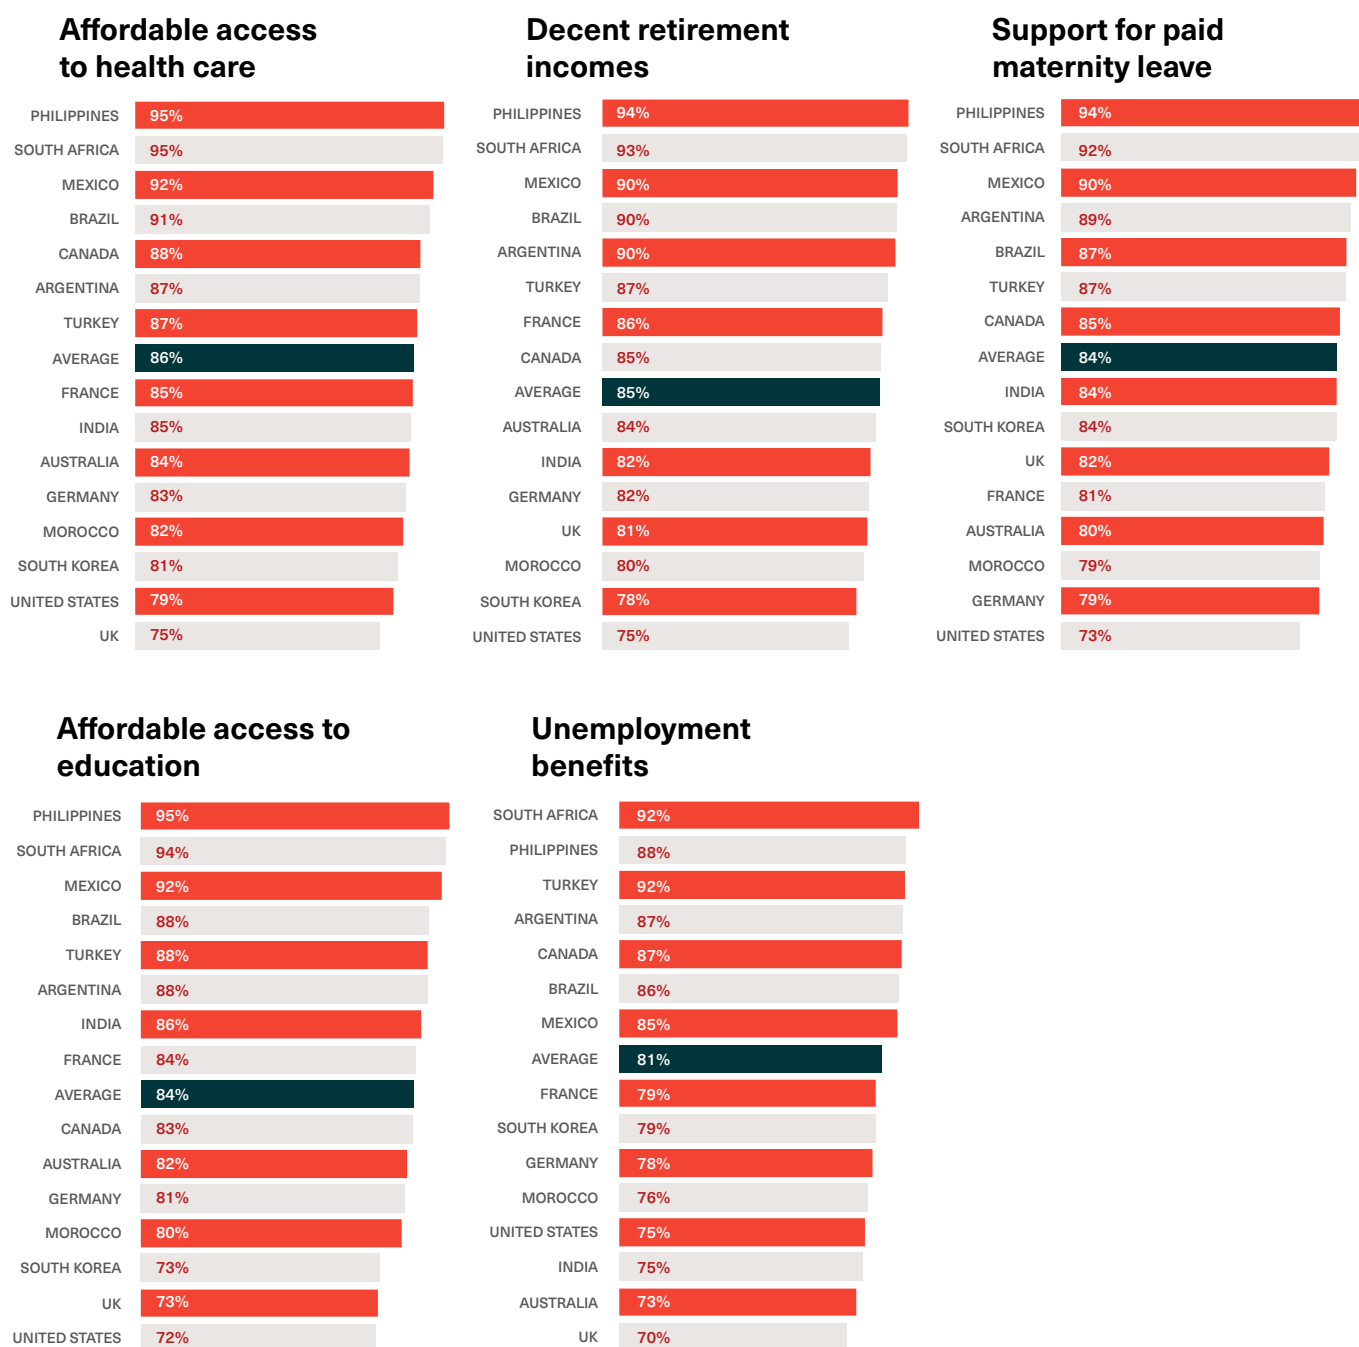 Affordable access
to health care
PHILIPPINES 95%
SOUTH AFRICA 95%
MEXICO 92%
BRAZIL 91%
CANADA 88%
ARGENTINA 87%
TURKEY 87%
AVERAGE 86%
FRANCE 85%
INDIA 85%
AUSTRALIA 84%
GERMANY 83%
MOROCCO 82%
SOUTH KOREA 81%
UNITED STATES 79%
UK 75%
Decent retirement
incomes
PHILIPPINES 94%
SOUTH AFRICA 93%
MEXICO 90%
BRAZIL 90%
ARGENTINA 90%
TURKEY 87%
FRANCE 86%
CANADA 85%
AVERAGE 85%
AUSTRALIA 84%
INDIA 82%
GERMANY 82%
UK 81%
MOROCCO 80%
SOUTH KOREA 78%
UNITED STATES 75%
Support for paid
maternity leave
PHILIPPINES 94%
SOUTH AFRICA 92%
MEXICO 90%
ARGENTINA 89%
BRAZIL 87%
TURKEY 87%
CANADA 85%
AVERAGE 84%
INDIA 84%
SOUTH KOREA 84%
UK 82%
FRANCE 81%
AUSTRALIA 80%
MOROCCO 79%
GERMANY 79%
UNITED STATES 73%
Affordable access to
education
PHILIPPINES 95%
SOUTH AFRICA 94%
MEXICO 92%
BRAZIL 88%
TURKEY 88%
ARGENTINA 88%
INDIA 86%
FRANCE 84%
AVERAGE 84%
CANADA 83%
AUSTRALIA 82%
GERMANY 81%
MOROCCO 80%
SOUTH KOREA 73%
UK 73%
UNITED STATES 72%
Unemployment
benefits
SOUTH AFRICA 92%
PHILIPPINES 88%
TURKEY 92%
ARGENTINA 87%
CANADA 87%
BRAZIL 86%
MEXICO 85%
AVERAGE 81%
FRANCE 79%
SOUTH KOREA 79%
GERMANY 78%
MOROCCO 76%
UNITED STATES 75%
INDIA 75%
AUSTRALIA 73%
UK 70%